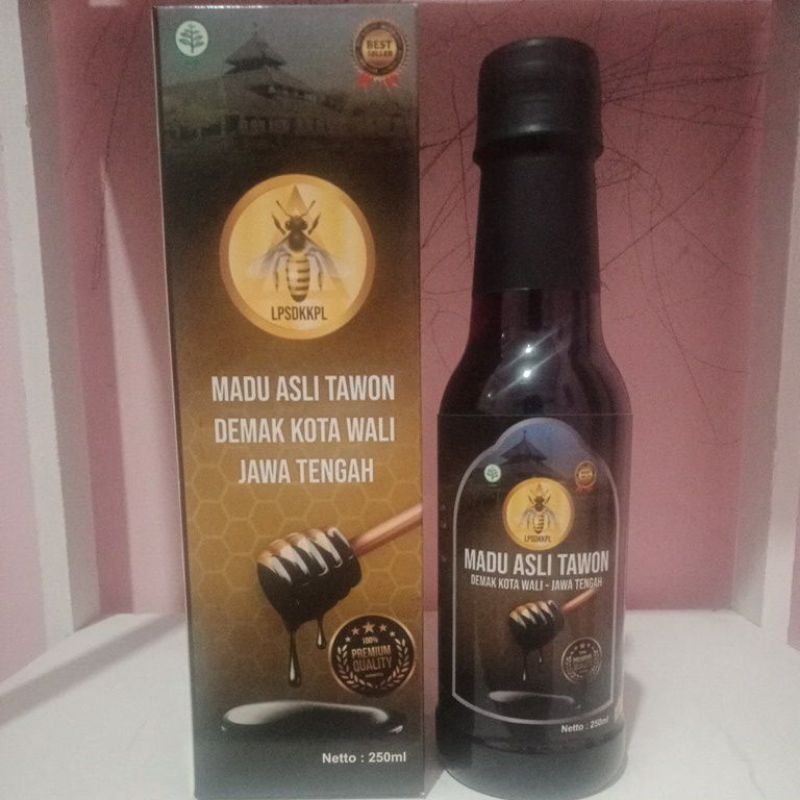 BEST
SELLER
LPSDKKPL
MADU ASLI TAWON
DEMAK KOTA WALI
JAWA TENGAH
100%
PREMIUM
QUALITY
Netto : 250ml
LPSDKKPL
MADU ASLI TAWON
DEMAK KOTA WALI - JAWA TENGAH
Netto : 250ml